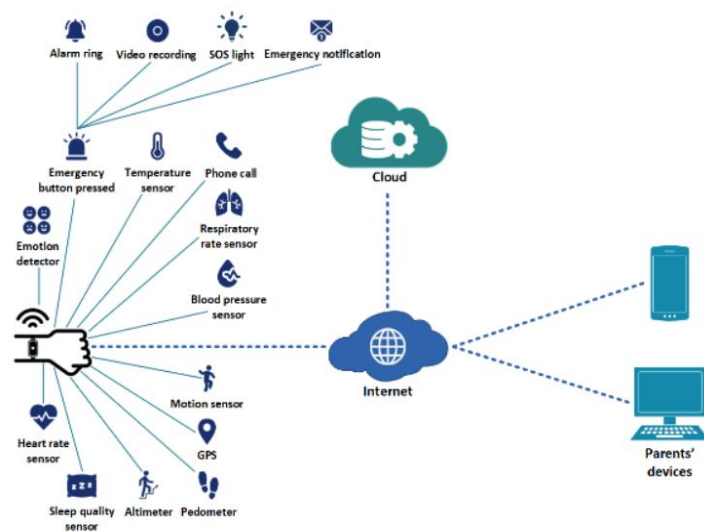 Alarm ring
Video recording
SOS light
Emergency notification
Emergency
button pressed
Temperature
sensor
Phone call
Cloud
Emotion
detector
Respiratory
rate sensor
Blood pressure
sensor
Internet
Motion sensor
Heart rate
sensor
GPS
Parents'
devices
zzz
Sleep quality
sensor
Altimeter
Pedometer